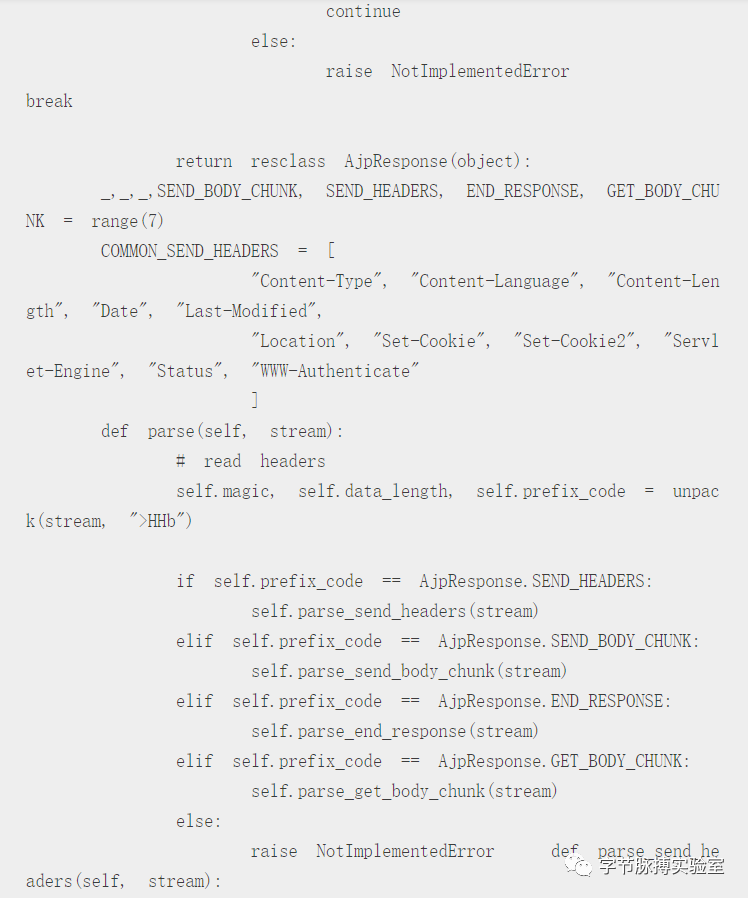 continue
else:
raise NotImplementedError
break
return resclass AjpResponse(object):
_,_,_,SEND_BODY_CHUNK, SEND_HEADERS, END_RESPONSE, GET_BODY_CHU
NK = range(7)
COMMON_SEND_HEADERS = [
"Content-Type", "Content-Language", "Content-Len
gth", "Date", "Last-Modified",
"Location", "Set-Cookie", "Set-Cookie2", "Servl
et-Engine", "Status", "WWW-Authenticate"
]
def parse(self, stream):
# read headers
self.magic, self.data_length, self.prefix_code = unpac
k(stream, ">HHb")
if self.prefix_code == AjpResponse.SEND_HEADERS:
self.parse_send_headers(stream)
elif self.prefix_code == AjpResponse.SEND_BODY_CHUNK:
self.parse_send_body_chunk(stream)
elif self.prefix_code == AjpResponse.END_RESPONSE:
self.parse_end_response(stream)
elif self.prefix_code == AjpResponse.GET_BODY_CHUNK:
self.parse_get_body_chunk(stream)
else:
raise NotImplementedError def parse_send_he
aders(self, stream):
字节脉搏实验室